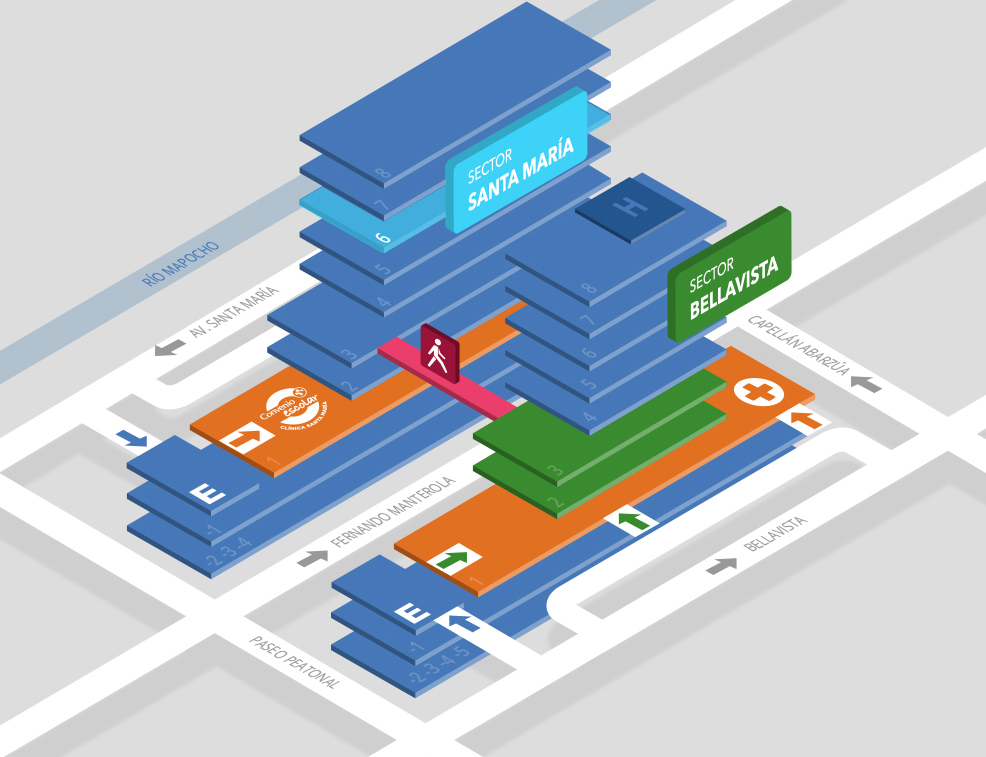 8
7
6
5
4
3
2
SECTOR
SANTA MARÍA
H
SECTOR
BELLAVISTA
8
7
6
5
4
3
2
RÍO MAPOCHO
AV. SANTA MARÍA
CAPELLÁN ABARZÚA
Convenio
escolar
CLÍNICA SANTA MARÍA
1
E
-1
-2 -3 -4
FERNANDO MANTEROLA
BELLAVISTA
1
E
-1
-2 -3 -4 -5
PASEO PEATONAL